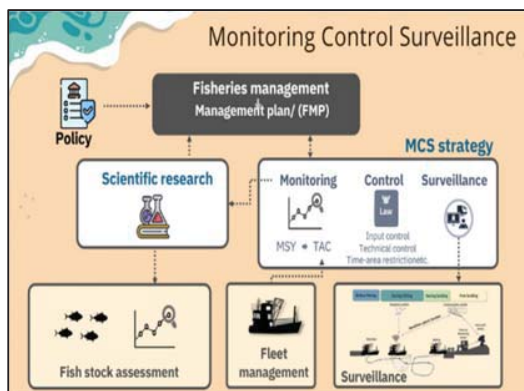 Monitoring Control Surveillance
Fisheries management
Management plan/ (FMP)
Policy
MCS strategy
Scientific research
Monitoring
Control
Surveillance
Law
MSY = TAC
Input control
Technical control
Time-area restrictionetc.
Fish stock assessment
Fleet
management
Surveillance